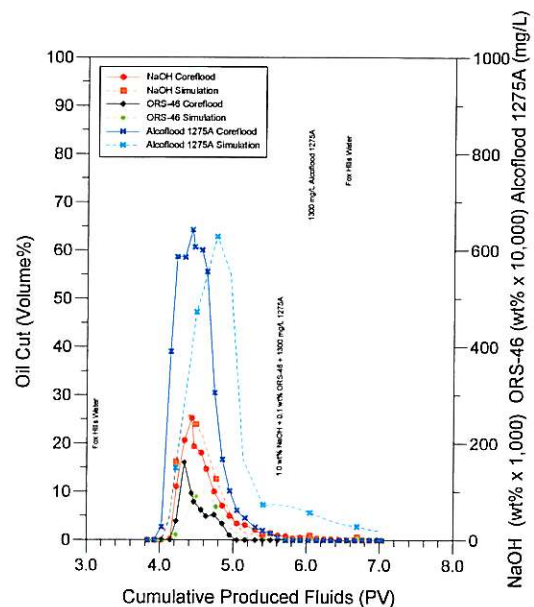 NaOH Coreflood
NaOH Simulation
ORS-46 Coreflood
ORS-46 Simulation
Alcoflood 1275A Coreflood
Alcoflood 1275A Simulation
100
90
80
70
60
50
40
30
20
10
0
Oil Cut (Volume%)
3.0
4.0
5.0
6.0
7.0
8.0
Cumulative Produced Fluids (PV)
1000
800
600
400
200
0
NaOH (wt% x 1,000) ORS-46 (wt% x 10,000) Alcoflood 1275A (mg/L)
Fox Hills Water
1.0 wt% NaOH + 0.1 wt% ORS-46 + 1300 mg/L 1275A
1300 mg/L Alcoflood 1275A
Fox Hills Water